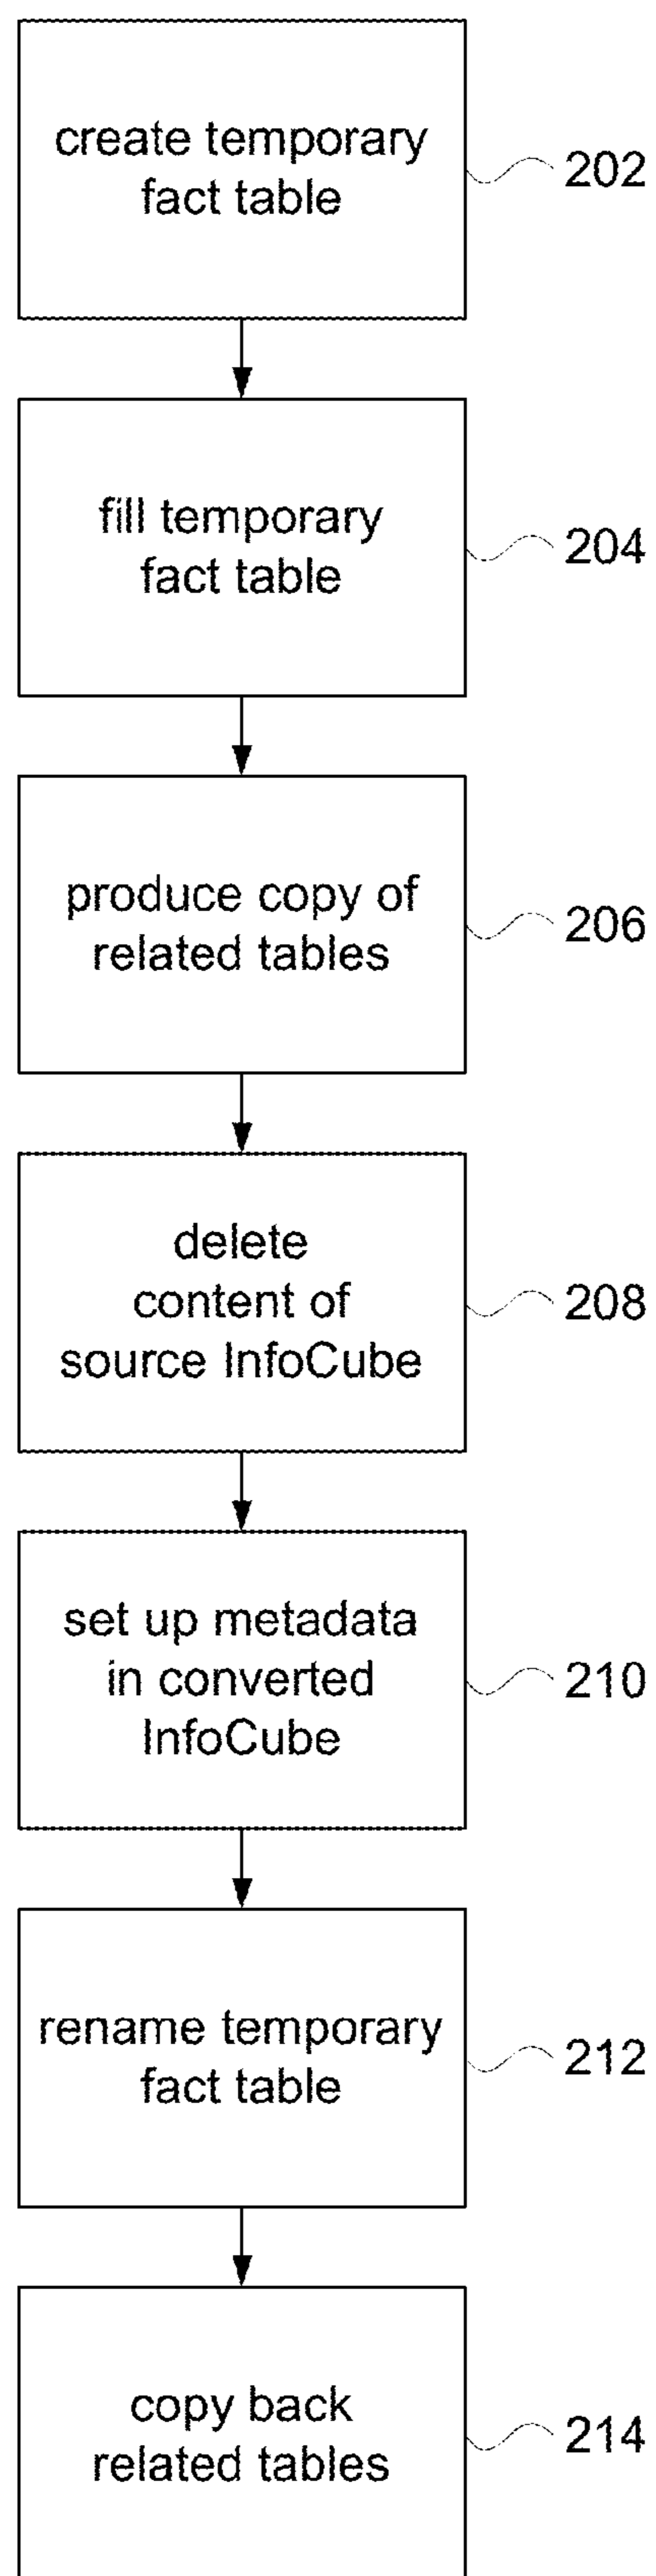 create temporary
fact table
202
fill temporary
fact table
204
produce copy of
related tables
206
delete
content of
source InfoCube
208
set up metadata
in converted
InfoCube
210
rename temporary
fact table
212
copy back
related tables
214